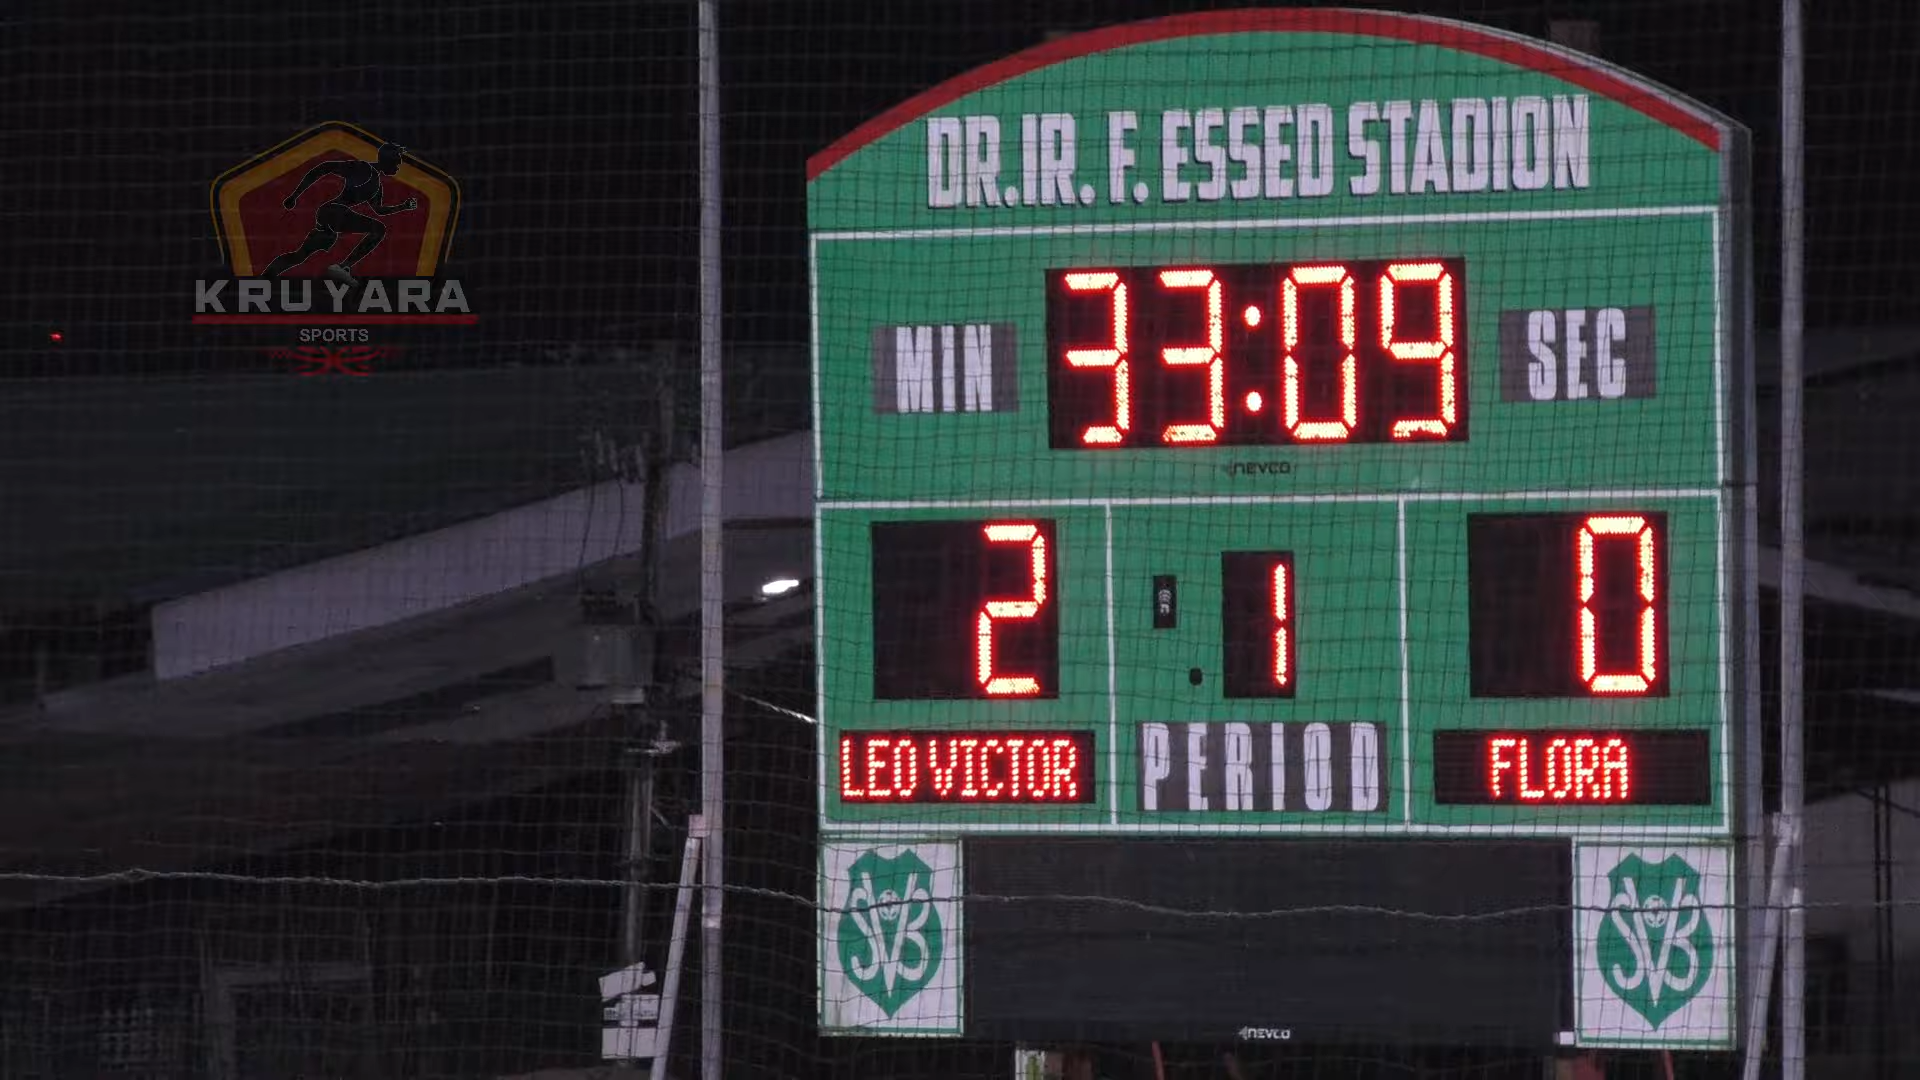 KRUYARA
SPORTS
DR. IR. F. ESSED STADION
MIN 33:09 SEC
NEVCO
2 1 0
LEO VICTOR PERIOD FLORA
SVB SVB
NEVCO